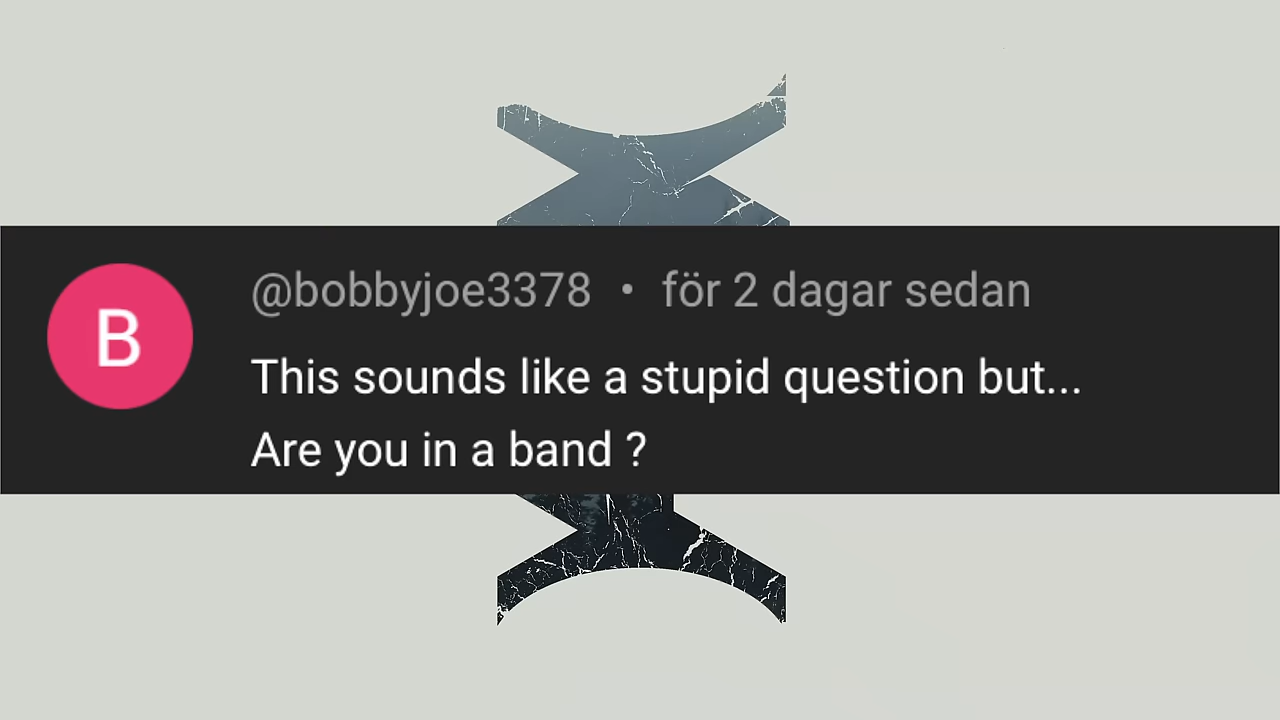 B
@bobbyjoe3378 • för 2 dagar sedan
This sounds like a stupid question but...
Are you in a band ?